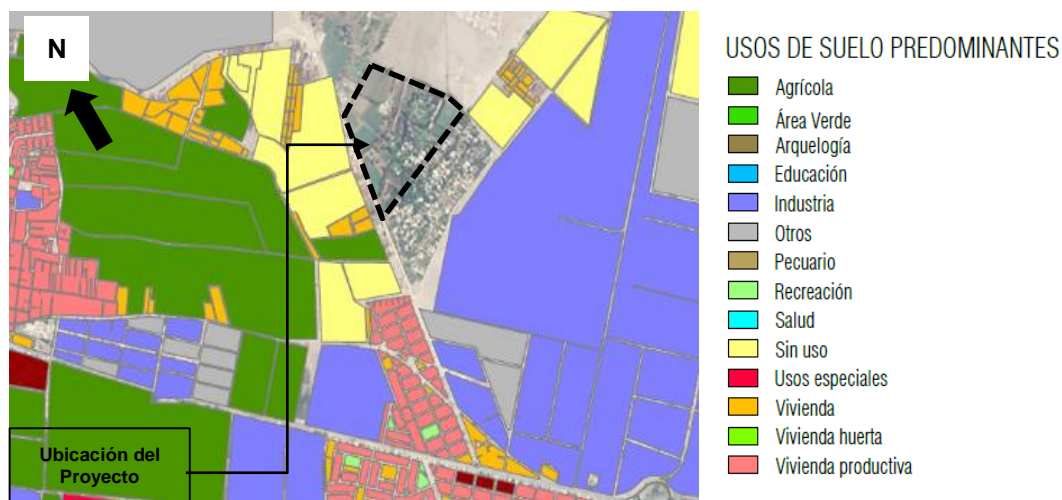 N
Ubicación del
Proyecto
USOS DE SUELO PREDOMINANTES
Agrícola
Área Verde
Arquelogía
Educación
Industria
Otros
Pecuario
Recreación
Salud
Sin uso
Usos especiales
Vivienda
Vivienda huerta
Vivienda productiva